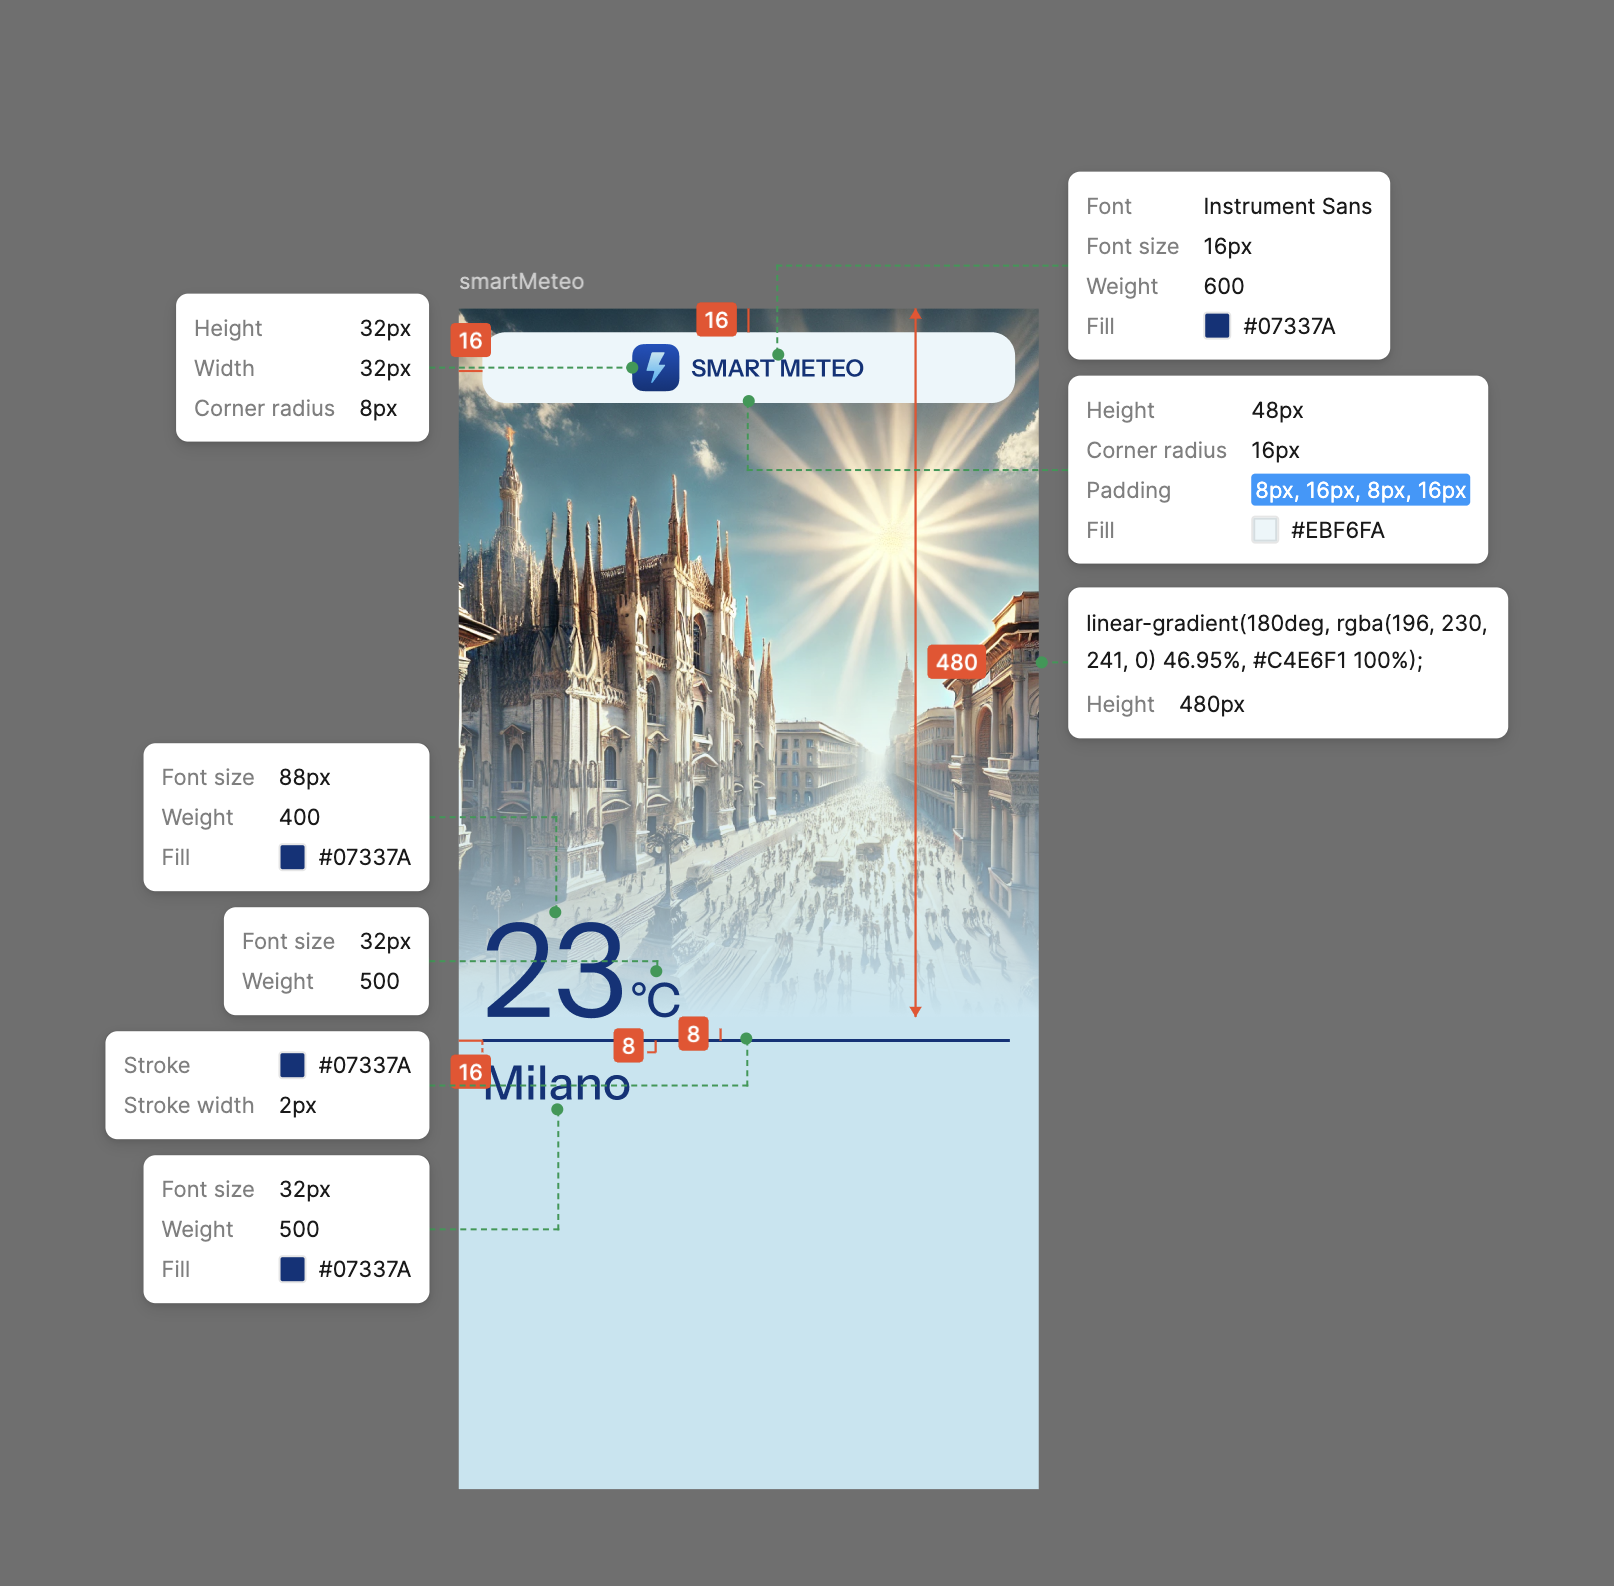 smartMeteo
Height 32px
Width 32px
Corner radius 8px
Font Instrument Sans
Font size 16px
Weight 600
Fill #07337A
16
16
SMART METEO
Height 48px
Corner radius 16px
Padding 8px, 16px, 8px, 16px
Fill #EBF6FA
linear-gradient(180deg, rgba(196, 230,
241, 0) 46.95%, #C4E6F1 100%);
Height 480px
480
Font size 88px
Weight 400
Fill #07337A
Font size 32px
Weight 500
23°C
8
8
16
Milano
Stroke #07337A
Stroke width 2px
Font size 32px
Weight 500
Fill #07337A